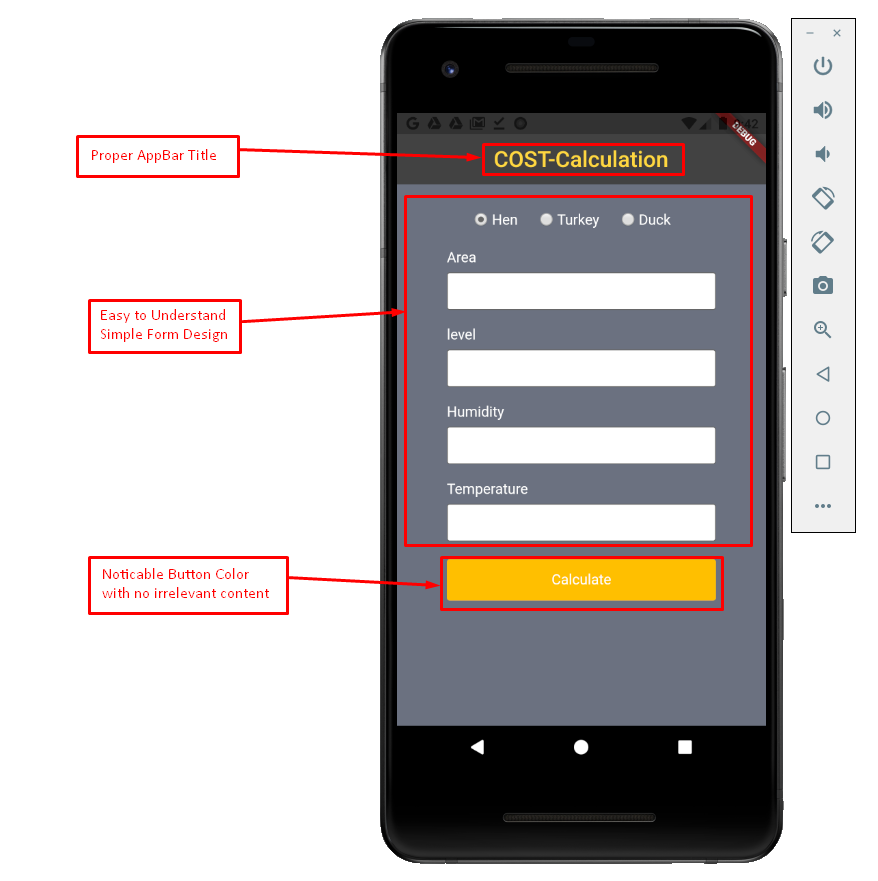 42
DEBUG
Proper AppBar Title
COST-Calculation
Hen Turkey Duck
Area
Easy to Understand
Simple Form Design
level
Humidity
Temperature
Noticable Button Color
with no irrelevant content
Calculate